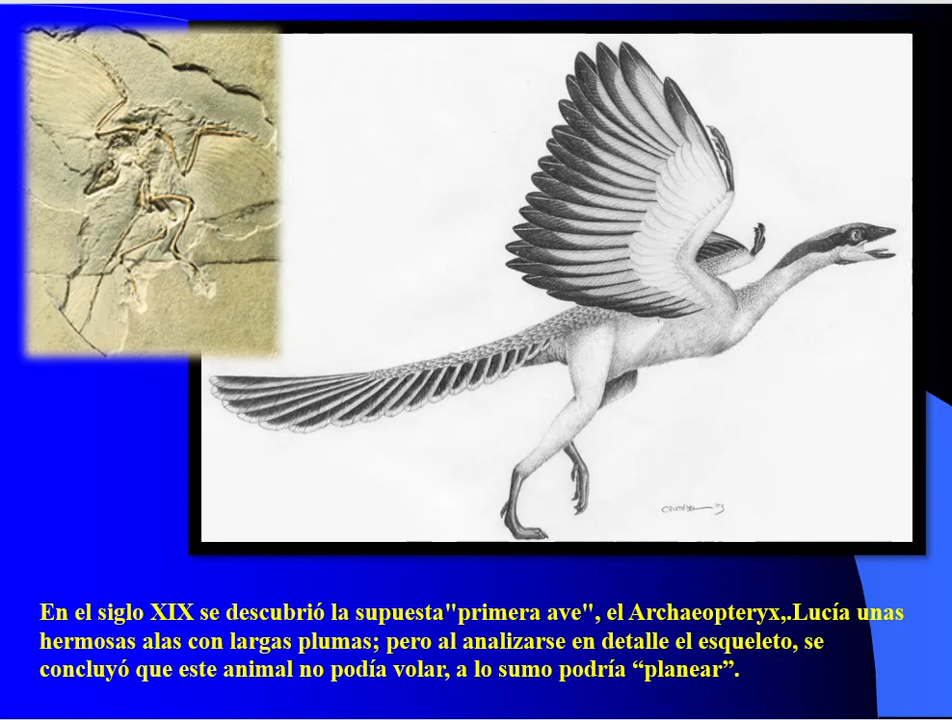 En el siglo XIX se descubrió la supuesta"primera ave", el Archaeopteryx,.Lucía unas
hermosas alas con largas plumas; pero al analizarse en detalle el esqueleto, se
concluyó que este animal no podía volar, a lo sumo podría “planear”.